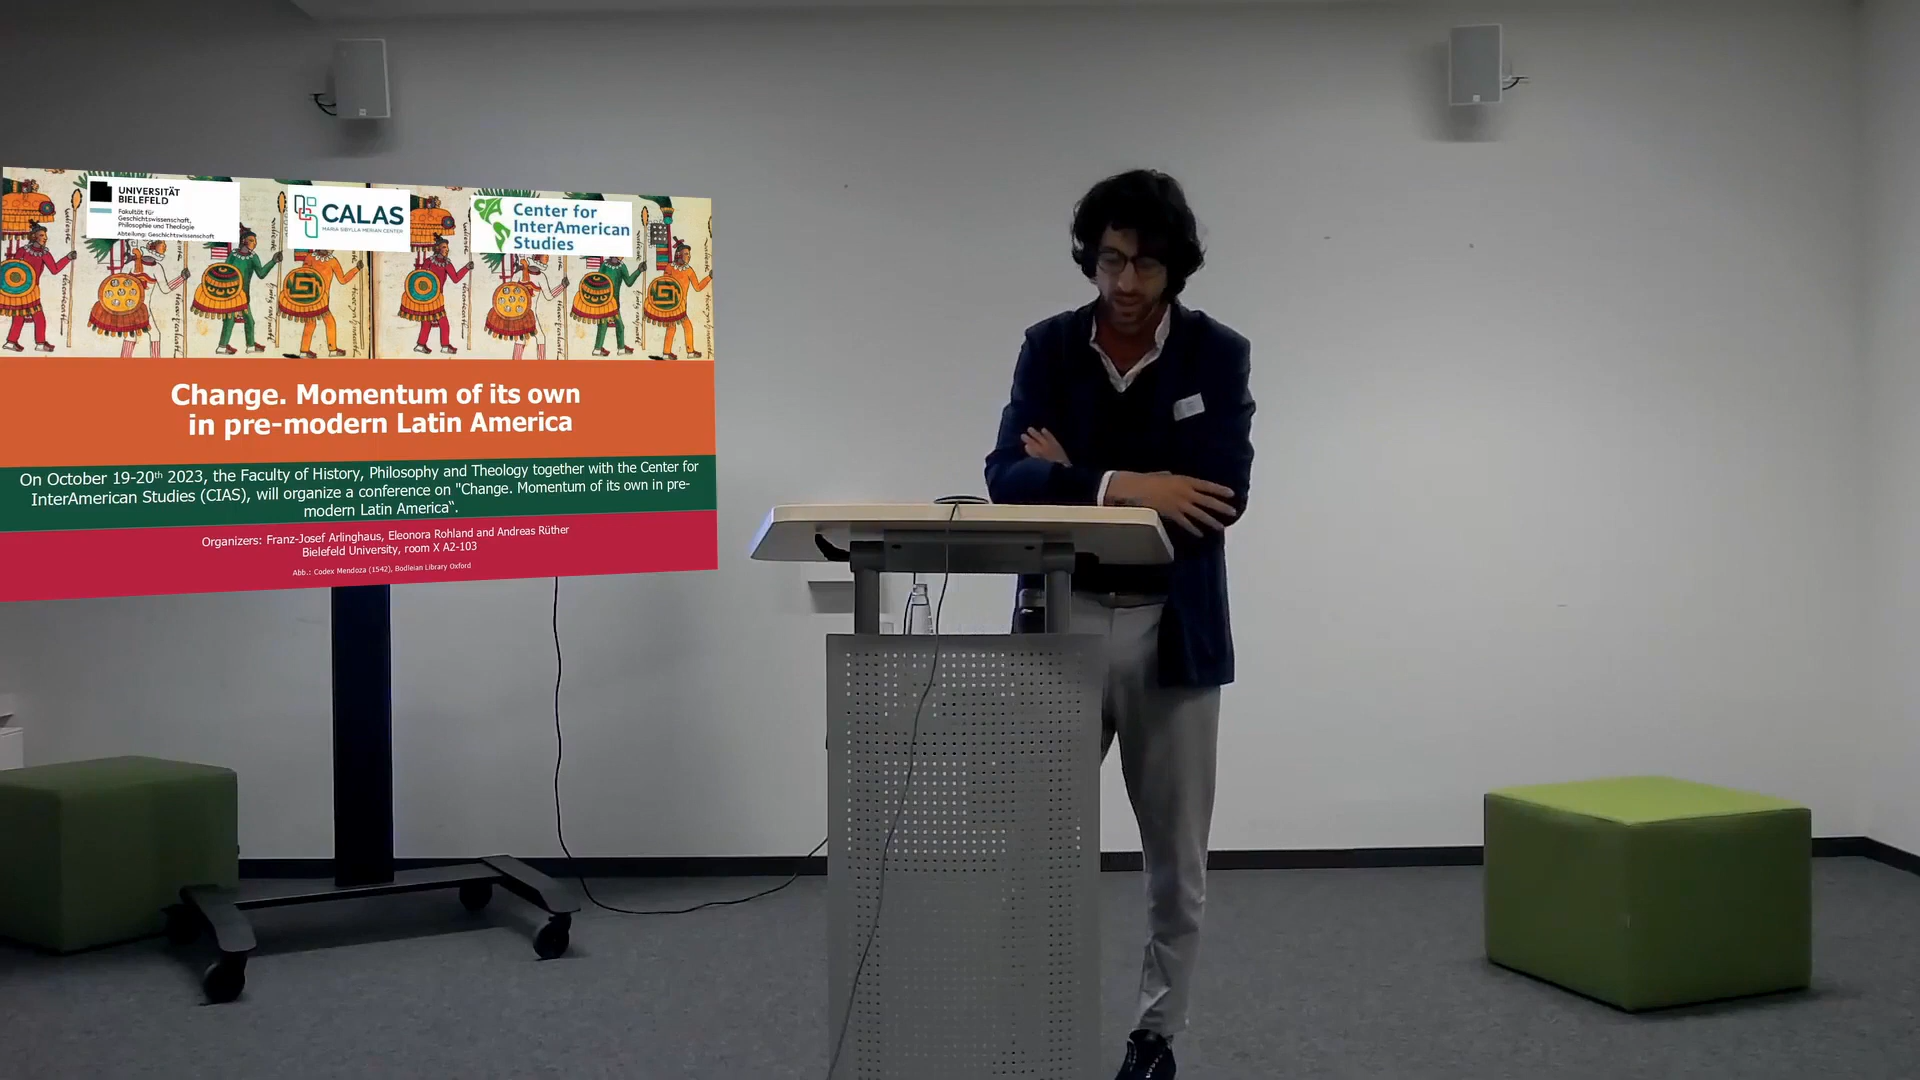 UNIVERSITÄT
BIELEFELD
Fakultät für
Geschichtswissenschaft,
Philosophie und Theologie
Abteilung: Geschichtswissenschaft
CALAS
MARIA SIBYLLA MERIAN CENTER
CIAS
Center for
InterAmerican
Studies
Change. Momentum of its own
in pre-modern Latin America
On October 19-20th 2023, the Faculty of History, Philosophy and Theology together with the Center for
InterAmerican Studies (CIAS), will organize a conference on "Change. Momentum of its own in pre-
modern Latin America“.
Organizers: Franz-Josef Arlinghaus, Eleonora Rohland and Andreas Rüther
Bielefeld University, room X A2-103
Abb.: Codex Mendoza (1542), Bodleian Library Oxford